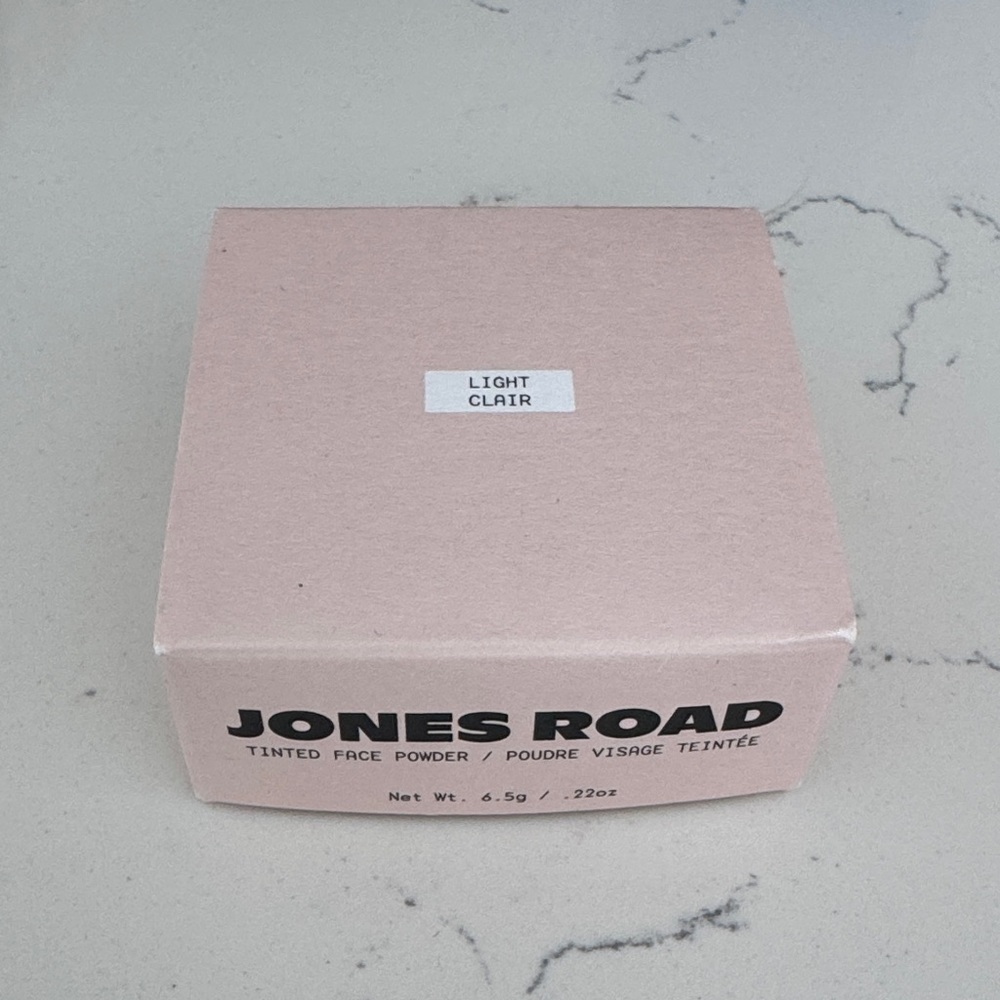 LIGHT
CLAIR
JONES ROAD
TINTED FACE POWDER / POUDRE VISAGE TEINTÉE
Net Wt. 6.5g / .22oz